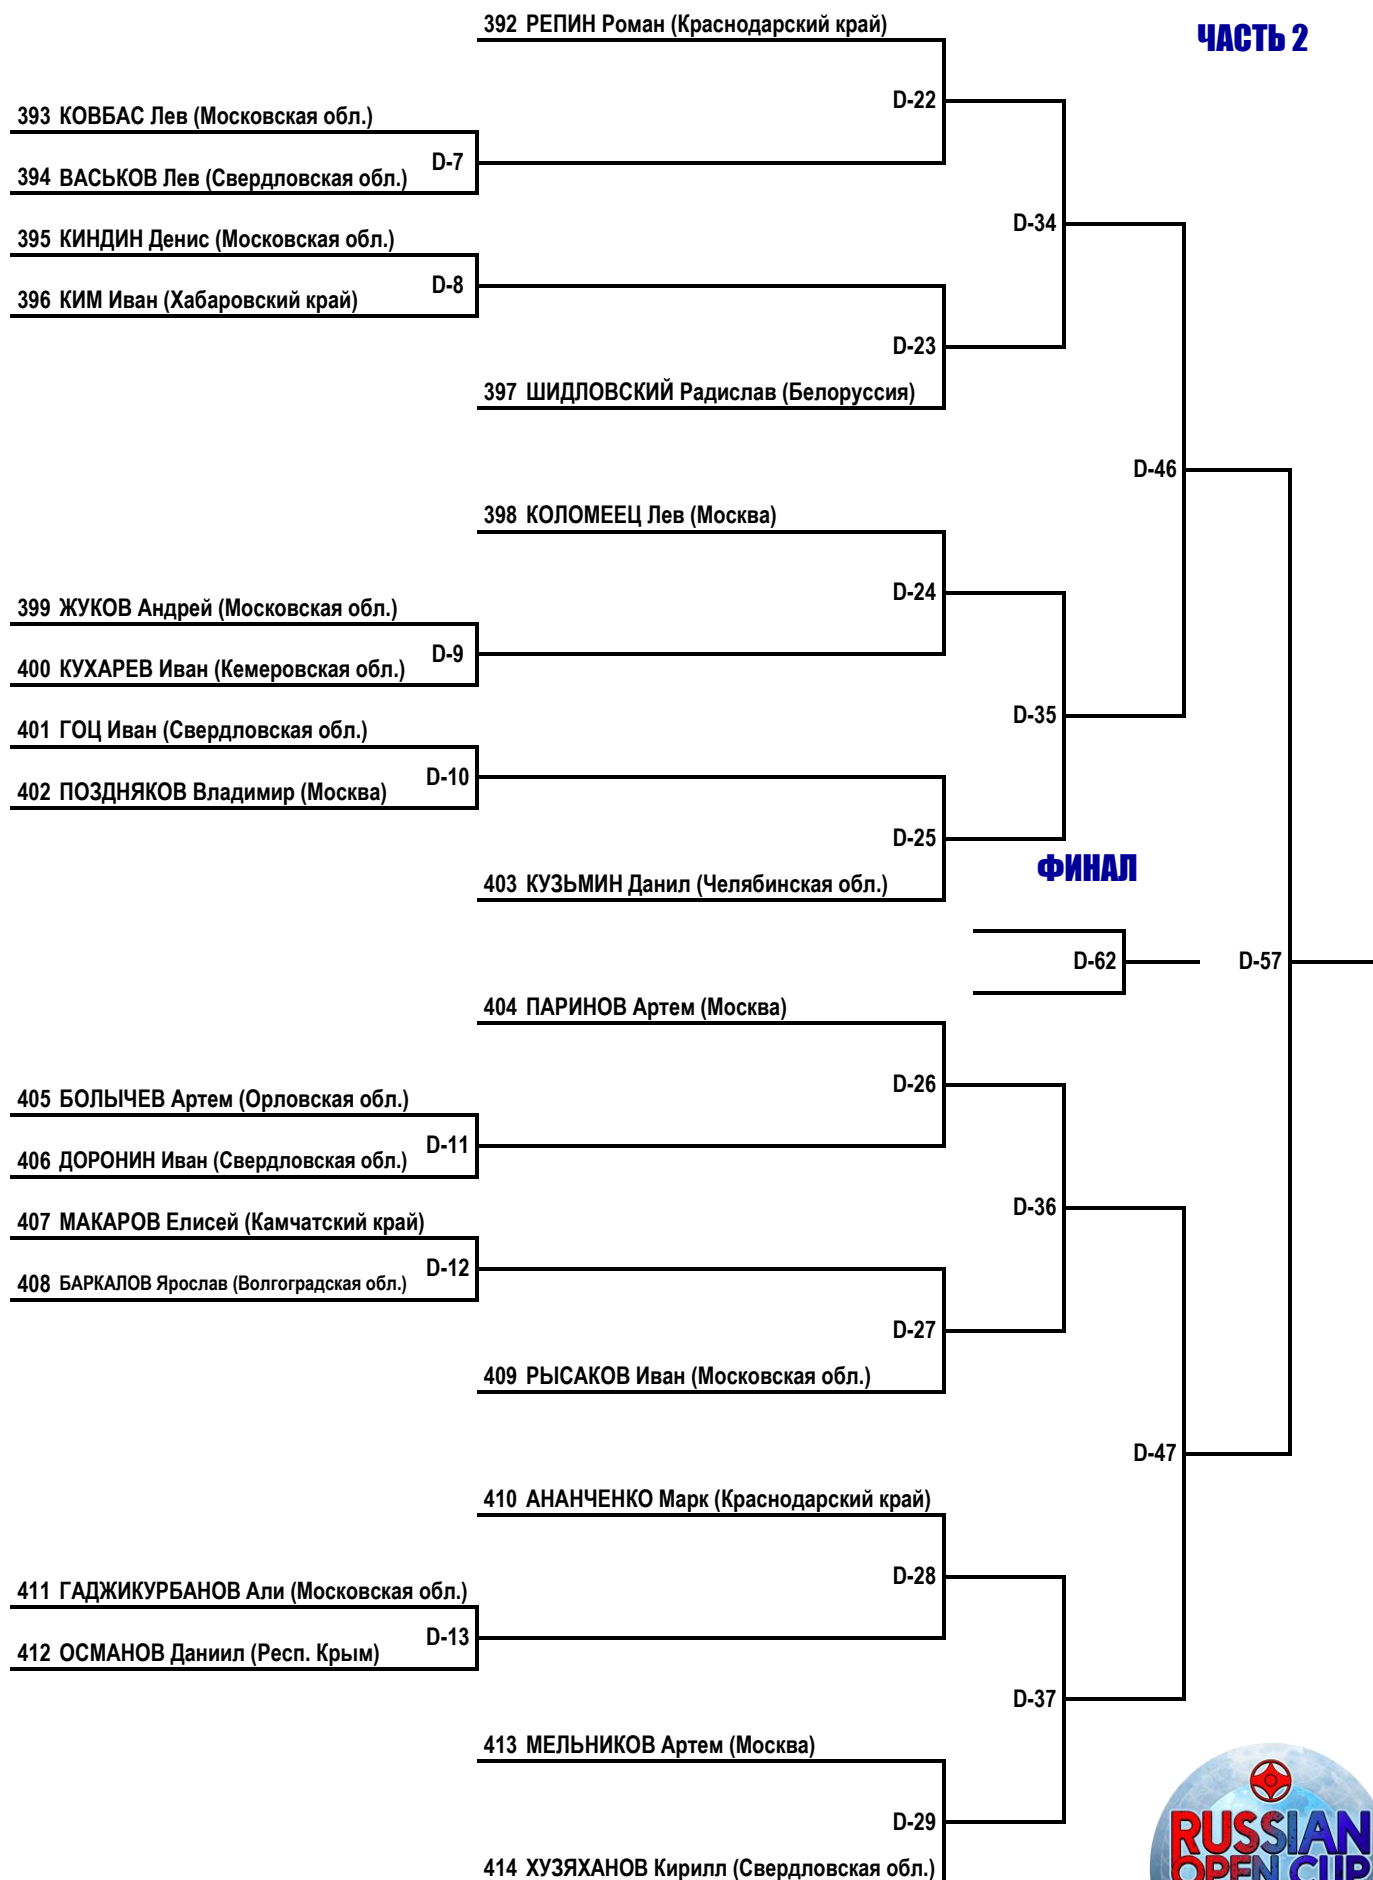 392 РЕПИН Роман (Краснодарский край)
ЧАСТЬ 2
D-22
393 КОВБАС Лев (Московская обл.)
D-7
394 ВАСЬКОВ Лев (Свердловская обл.)
D-34
395 КИНДИН Денис (Московская обл.)
D-8
396 КИМ Иван (Хабаровский край)
D-23
397 ШИДЛОВСКИЙ Радислав (Белоруссия)
D-46
398 КОЛОМЕЕЦ Лев (Москва)
D-24
399 ЖУКОВ Андрей (Московская обл.)
D-9
400 КУХАРЕВ Иван (Кемеровская обл.)
D-35
401 ГОЦ Иван (Свердловская обл.)
D-10
402 ПОЗДНЯКОВ Владимир (Москва)
D-25
ФИНАЛ
403 КУЗЬМИН Данил (Челябинская обл.)
D-62
D-57
404 ПАРИНОВ Артем (Москва)
D-26
405 БОЛЫЧЕВ Артем (Орловская обл.)
D-11
406 ДОРОНИН Иван (Свердловская обл.)
D-36
407 МАКАРОВ Елисей (Камчатский край)
D-12
408 БАРКАЛОВ Ярослав (Волгоградская обл.)
D-27
409 РЫСАКОВ Иван (Московская обл.)
D-47
410 АНАНЧЕНКО Марк (Краснодарский край)
D-28
411 ГАДЖИКУРБАНОВ Али (Московская обл.)
D-13
412 ОСМАНОВ Даниил (Респ. Крым)
D-37
413 МЕЛЬНИКОВ Артем (Москва)
D-29
RUSSIAN
OPEN CUP
414 ХУЗЯХАНОВ Кирилл (Свердловская обл.)